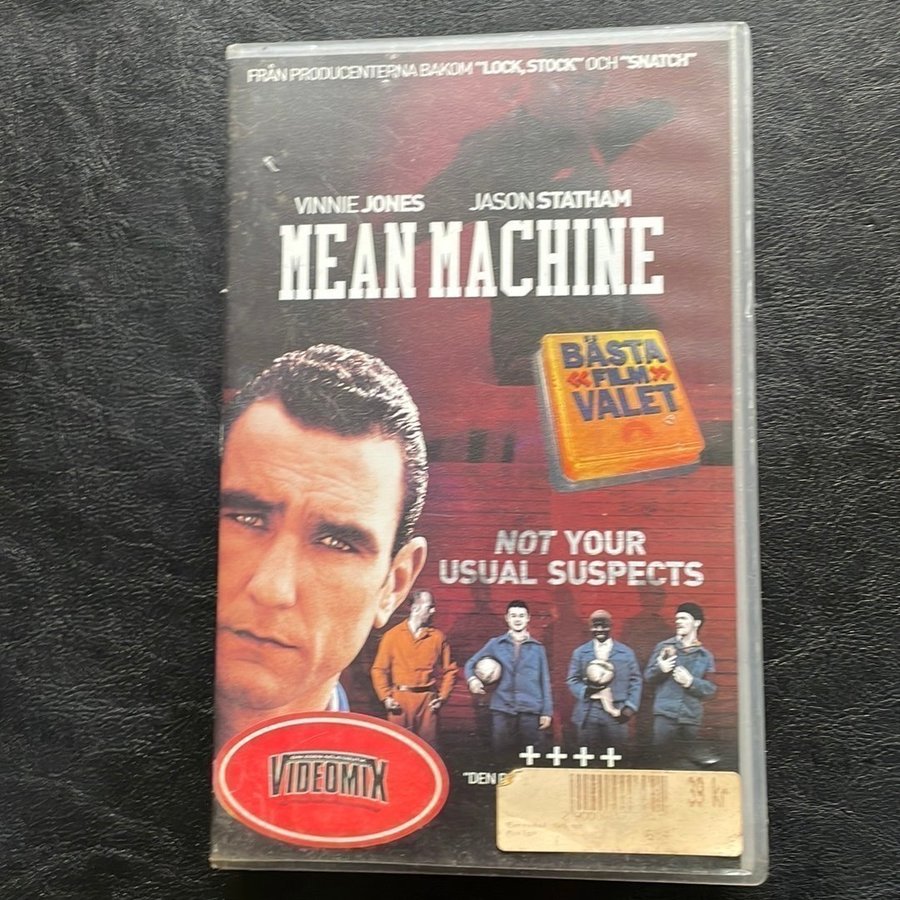 FRÅN PRODUCENTERNA BAKOM "LOCK, STOCK" OCH "SNATCH"
VINNIE JONES JASON STATHAM
MEAN MACHINE
BÄSTA
«FILM»
VALET
NOT YOUR
USUAL SUSPECTS
++++
"DEN
VIDEOMIX
39 kr